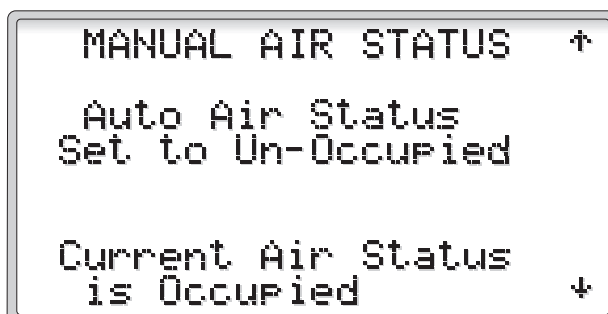 MANUAL AIR STATUS ↑
Auto Air Status
Set to Un-Occupied
Current Air Status
is Occupied ↓